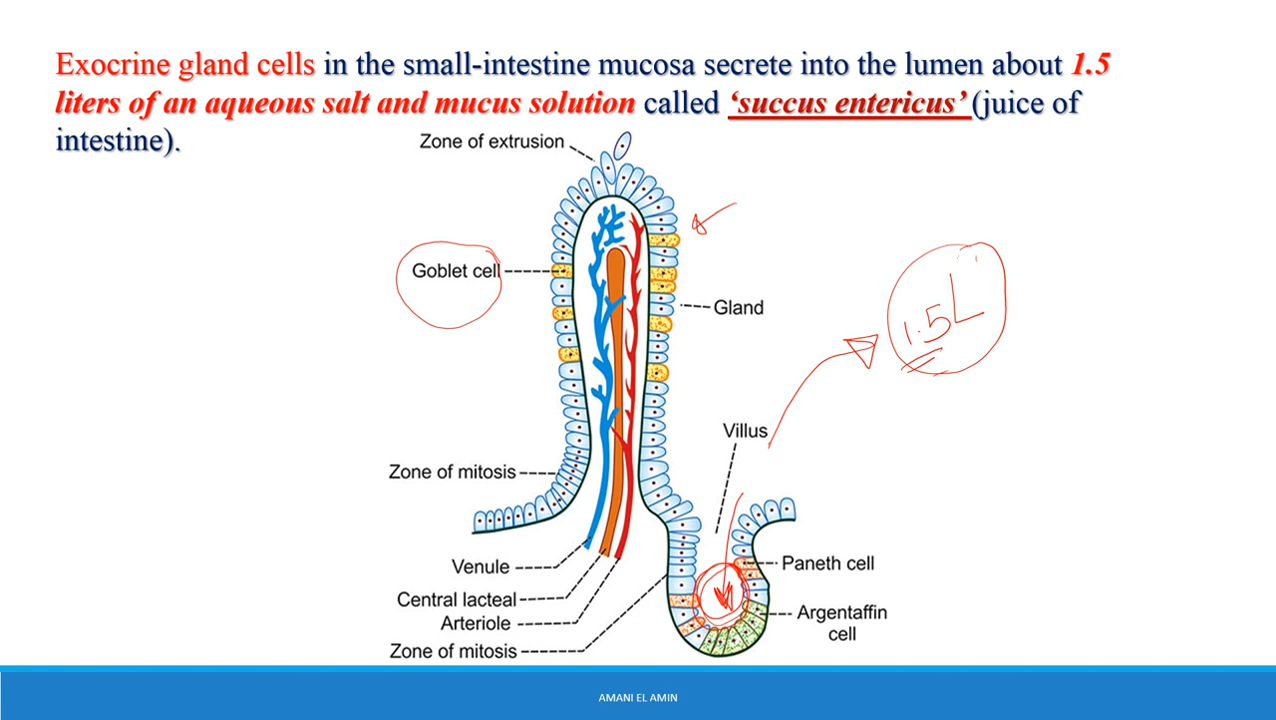 Exocrine gland cells in the small-intestine mucosa secrete into the lumen about 1.5
liters of an aqueous salt and mucus solution called ‘succus entericus’ (juice of
intestine).
Zone of extrusion
Goblet cell
Gland
1.5L
Villus
Zone of mitosis
Venule
Paneth cell
Central lacteal
Argentaffin
cell
Arteriole
Zone of mitosis
AMANI EL AMIN